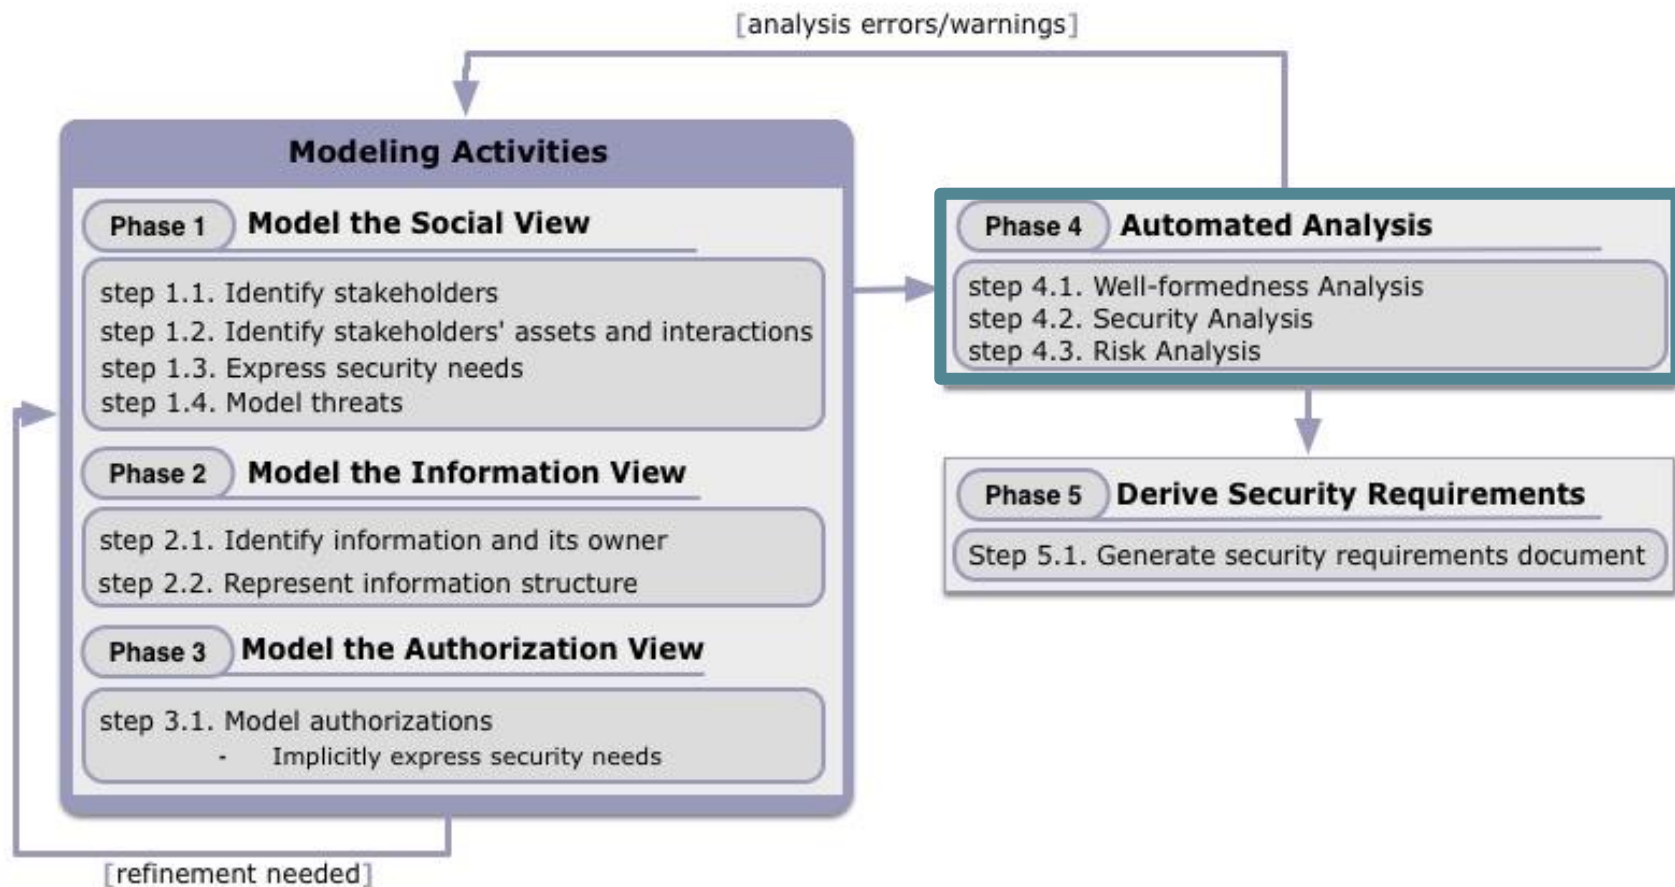 [analysis errors/warnings]
Modeling Activities
Phase 1 Model the Social View
step 1.1. Identify stakeholders
step 1.2. Identify stakeholders' assets and interactions
step 1.3. Express security needs
step 1.4. Model threats
Phase 2 Model the Information View
step 2.1. Identify information and its owner
step 2.2. Represent information structure
Phase 3 Model the Authorization View
step 3.1. Model authorizations
- Implicitly express security needs
[refinement needed]
Phase 4 Automated Analysis
step 4.1. Well-formedness Analysis
step 4.2. Security Analysis
step 4.3. Risk Analysis
Phase 5 Derive Security Requirements
Step 5.1. Generate security requirements document